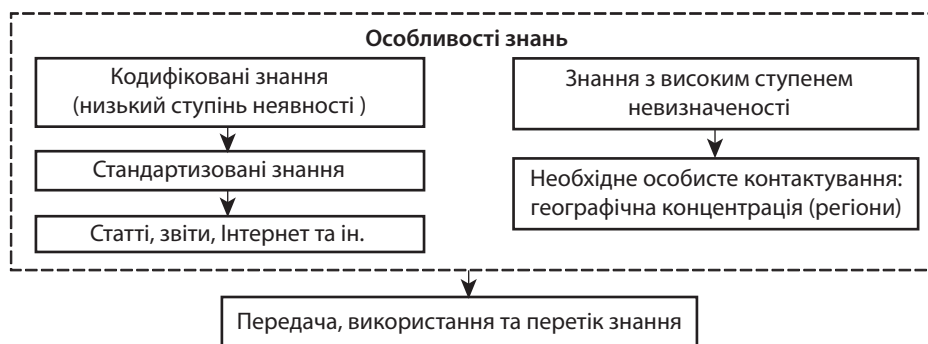 Особливості знань
Кодифіковані знання
(низький ступінь неявності )
Стандартизовані знання
Статті, звіти, Інтернет та ін.
Знання з високим ступенем
невизначеності
Необхідне особисте контактування:
географічна концентрація (регіони)
Передача, використання та перетік знання